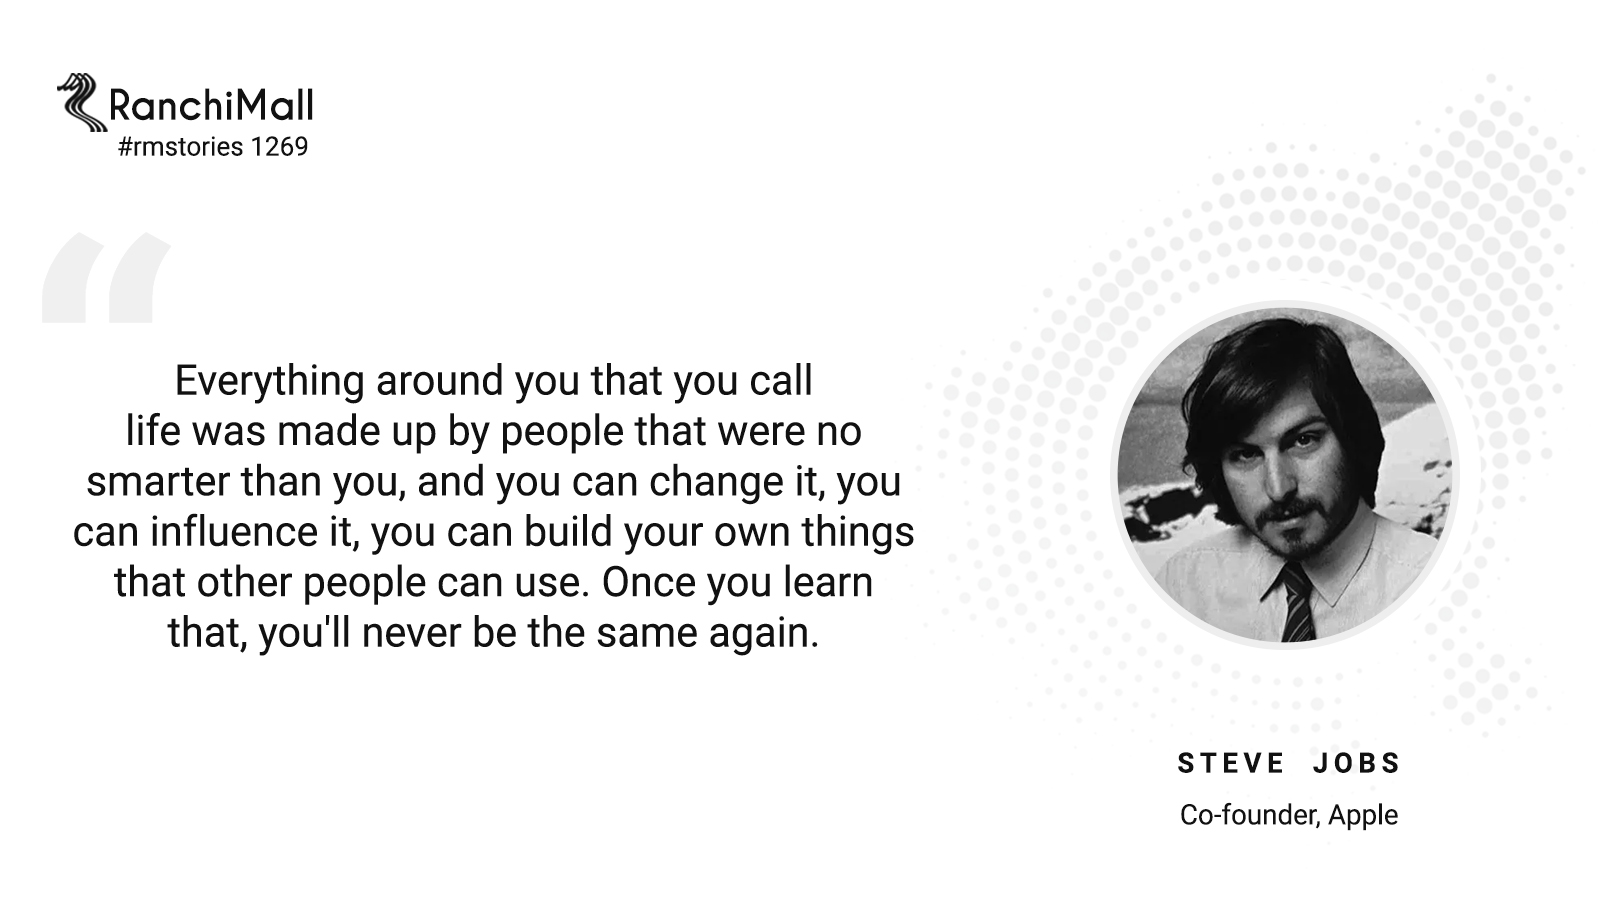 RanchiMall
#rmstories 1269
“
Everything around you that you call
life was made up by people that were no
smarter than you, and you can change it, you
can influence it, you can build your own things
that other people can use. Once you learn
that, you'll never be the same again.
STEVE JOBS
Co-founder, Apple